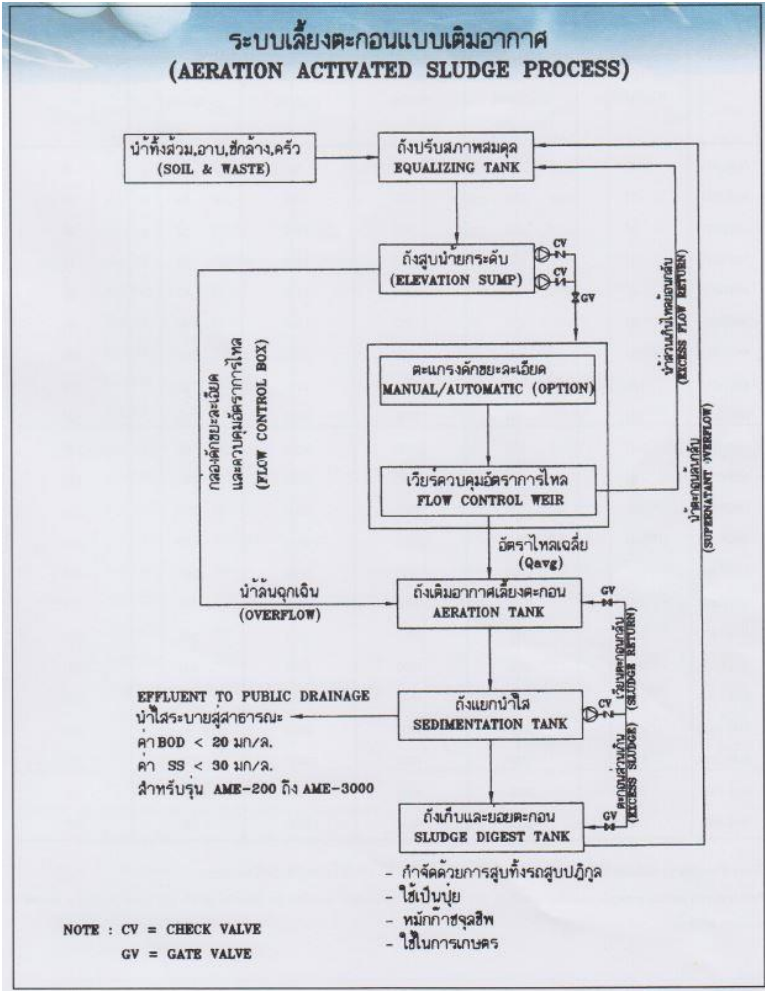 ระบบเลี้ยงตะกอนแบบเติมอากาศ
(AERATION ACTIVATED SLUDGE PROCESS)
น้ำทิ้งส้วม,อาบ,ซักล้าง,ครัว
(SOIL & WASTE)
ถังปรับสภาพสมดุล
EQUALIZING TANK
ถังสูบน้ำยกระดับ
(ELEVATION SUMP)
CV
CV
GV
น้ำส่วนเกินไหลย้อนกลับ
(EXCESS FLOW RETURN)
น้ำตะกอนล้นกลับ
(SUPERNATANT OVERFLOW)
กล่องดักขยะละเอียด
และควบคุมอัตราการไหล
(FLOW CONTROL BOX)
ตะแกรงดักขยะละเอียด
MANUAL/AUTOMATIC (OPTION)
เวียร์ควบคุมอัตราการไหล
FLOW CONTROL WEIR
อัตราไหลเฉลี่ย
(Qavg)
น้ำล้นฉุกเฉิน
(OVERFLOW)
ถังเติมอากาศเลี้ยงตะกอน
AERATION TANK
GV
เวียนตะกอนกลับ
(SLUDGE RETURN)
EFFLUENT TO PUBLIC DRAINAGE
น้ำใสระบายสู่สาธารณะ
ค่า BOD < 20 มก/ล.
ค่า SS < 30 มก/ล.
สำหรับรุ่น AME-200 ถึง AME-3000
ถังแยกน้ำใส
SEDIMENTATION TANK
CV
ตะกอนส่วนเกิน
(EXCESS SLUDGE)
GV
ถังเก็บและย่อยตะกอน
SLUDGE DIGEST TANK
- กำจัดด้วยการสูบทิ้งรถสูบปฏิกูล
- ใช้เป็นปุ๋ย
- หมักก๊าซจุลชีพ
- ใช้ในการเกษตร
NOTE : CV = CHECK VALVE
GV = GATE VALVE